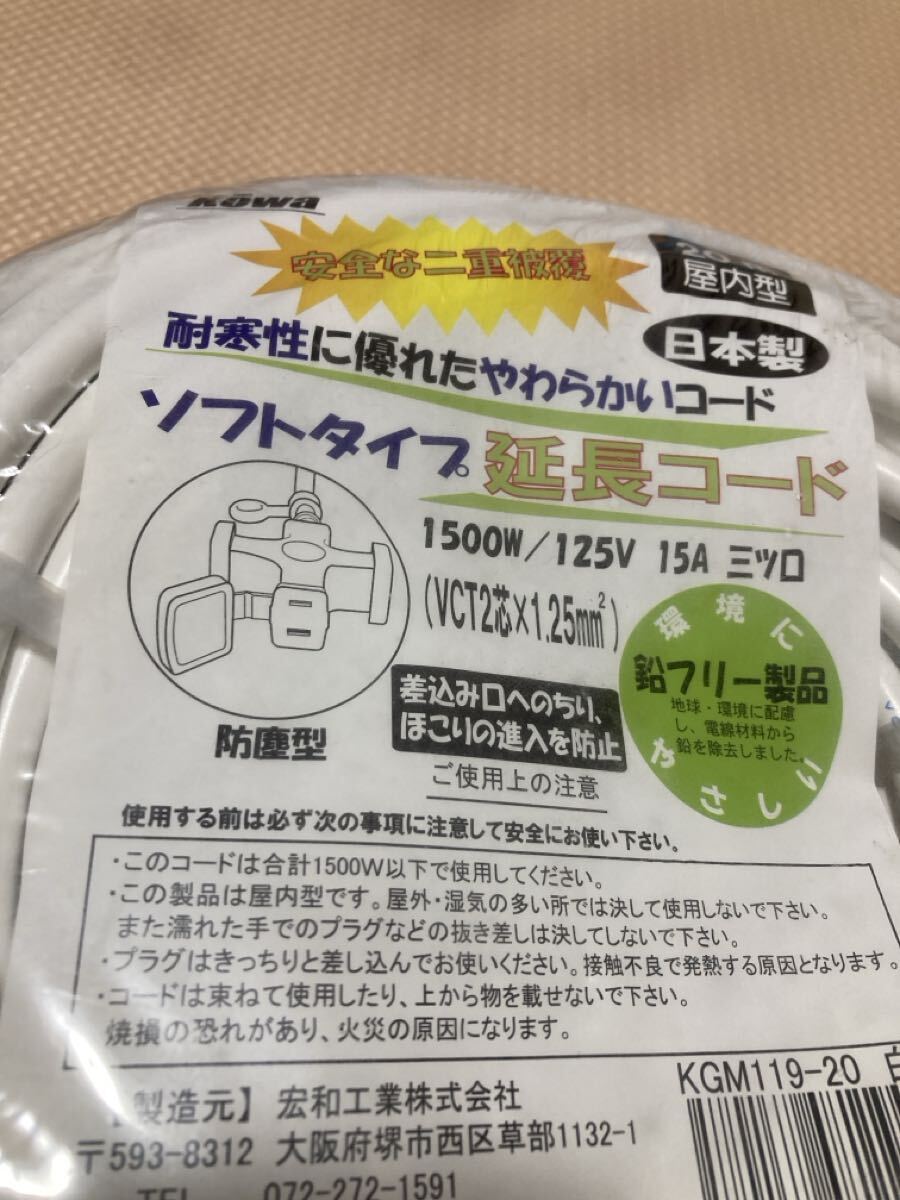 Kōwa
安全な二重被覆
屋内型
日本製
耐寒性に優れたやわらかいコード
ソフトタイプ 延長コード
1500W/125V 15A 三ツ口
(VCT2芯×1.25mm²)
防塵型
差込み口へのちり、
ほこりの進入を防止
環境に
鉛フリー製品
地球・環境に配慮
し、電線材料から
鉛を除去しました。
やさしい
ご使用上の注意
使用する前は必ず次の事項に注意して安全にお使い下さい。
・このコードは合計1500W以下で使用してください。
・この製品は屋内型です。屋外・湿気の多い所では決して使用しないで下さい。
また濡れた手でのプラグなどの抜き差しは決してしないで下さい。
・プラグはきっちりと差し込んでお使いください。接触不良で発熱する原因となります。
・コードは束ねて使用したり、上から物を載せないで下さい。
焼損の恐れがあり、火災の原因になります。
KGM119-20 白
【製造元】 宏和工業株式会社
〒593-8312 大阪府堺市西区草部1132-1
TEL 072-272-1591